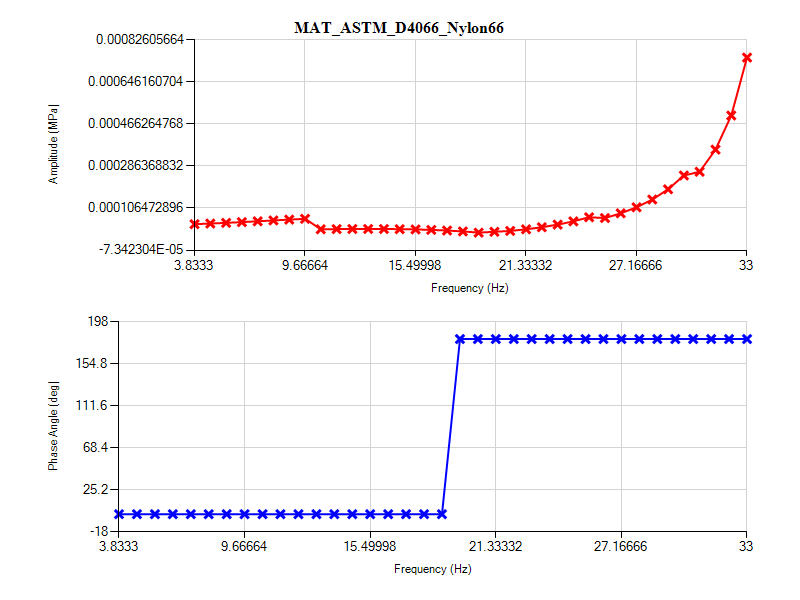 MAT_ASTM_D4066_Nylon66
0.00082605664
0.000646160704
0.000466264768
0.000286368832
0.000106472896
-7.342304E-05
Amplitude [MPa]
3.8333 9.66664 15.49998 21.33332 27.16666 33
Frequency (Hz)
198
154.8
111.6
68.4
25.2
-18
Phase Angle [deg]
3.8333 9.66664 15.49998 21.33332 27.16666 33
Frequency (Hz)